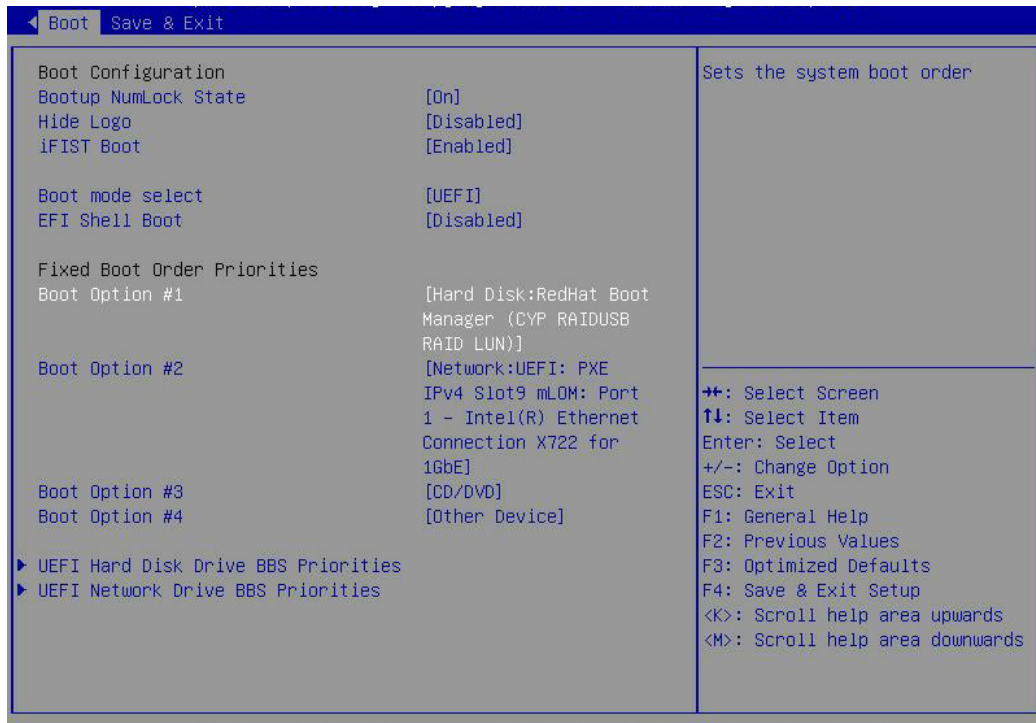 Boot Save & Exit
Boot Configuration
Bootup NumLock State [On]
Hide Logo [Disabled]
iFIST Boot [Enabled]
Boot mode select [UEFI]
EFI Shell Boot [Disabled]
Fixed Boot Order Priorities
Boot Option #1 [Hard Disk:RedHat Boot
Manager (CYP RAIDUSB
RAID LUN)]
Boot Option #2 [Network:UEFI: PXE
IPv4 Slot9 mLOM: Port
1 - Intel(R) Ethernet
Connection X722 for
1GbE]
Boot Option #3 [CD/DVD]
Boot Option #4 [Other Device]
UEFI Hard Disk Drive BBS Priorities
UEFI Network Drive BBS Priorities
Sets the system boot order
→←: Select Screen
↑↓: Select Item
Enter: Select
+/-: Change Option
ESC: Exit
F1: General Help
F2: Previous Values
F3: Optimized Defaults
F4: Save & Exit Setup
<K>: Scroll help area upwards
<M>: Scroll help area downwards